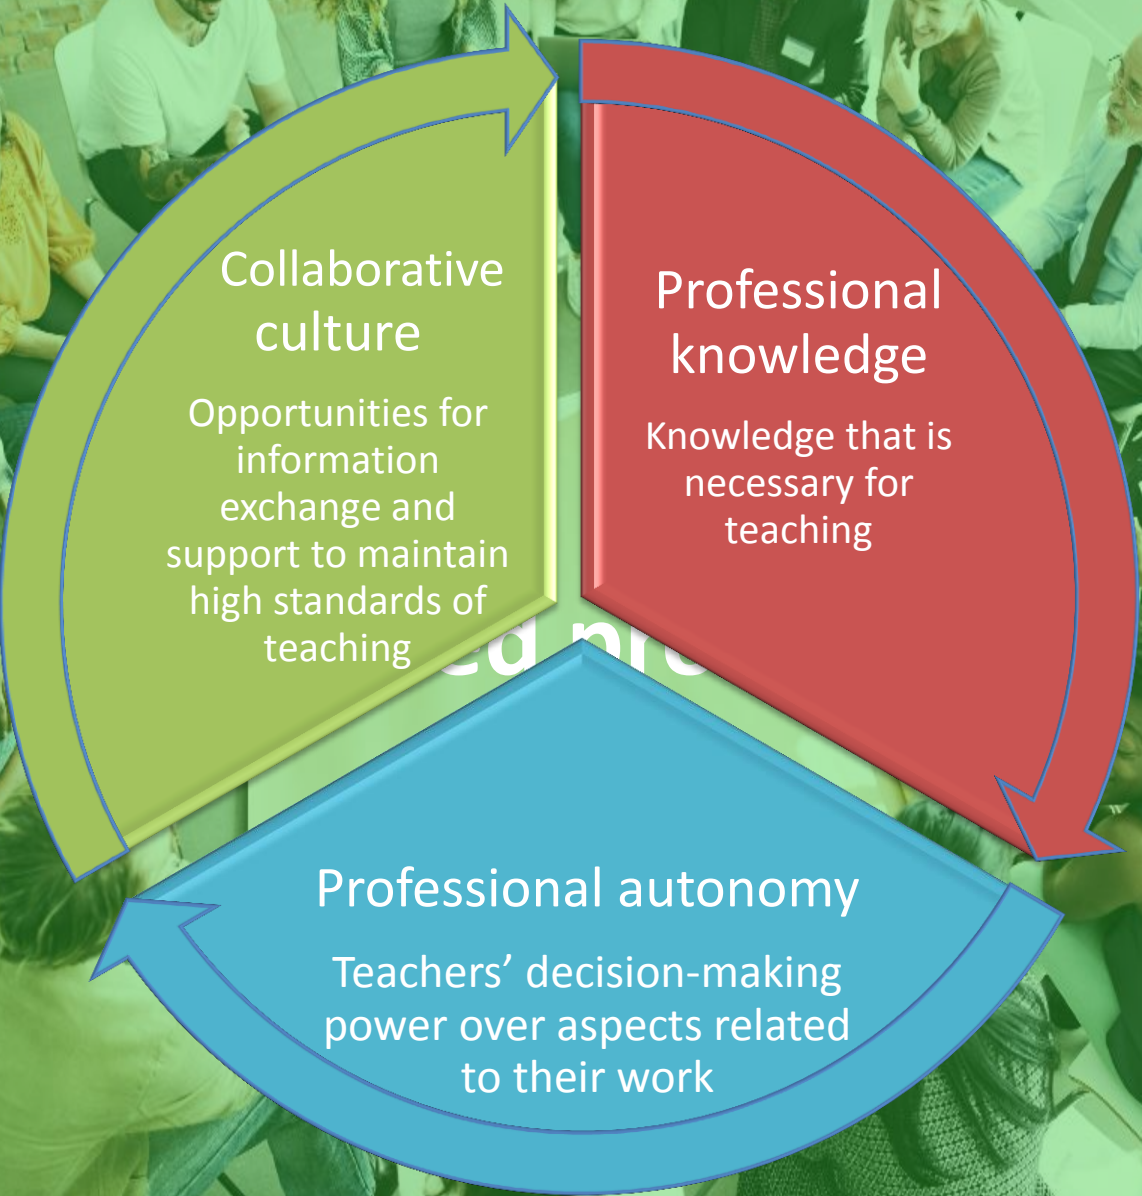 Collaborative
culture
Opportunities for
information
exchange and
support to maintain
high standards of
teaching
Professional
knowledge
Knowledge that is
necessary for
teaching
Professional autonomy
Teachers’ decision-making
power over aspects related
to their work